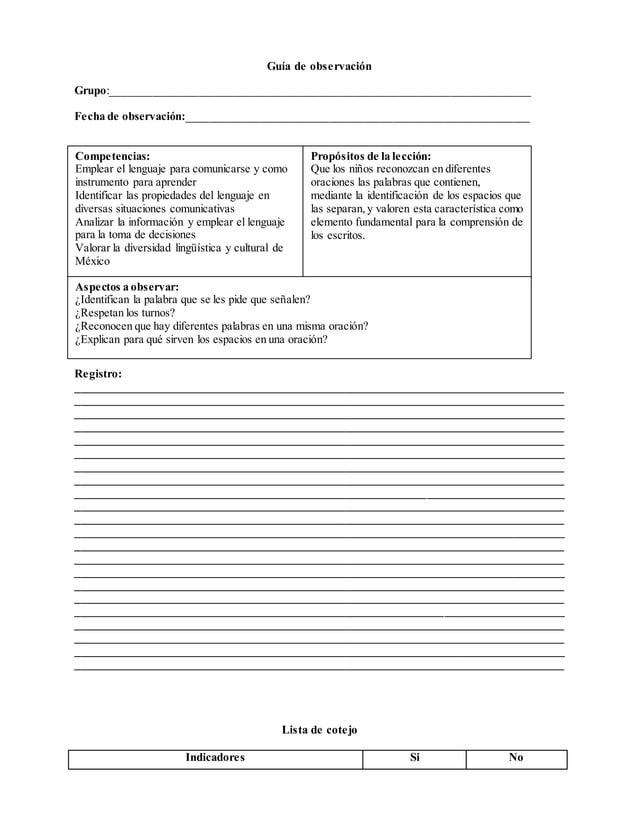 Guía de observación
Grupo:
Fecha de observación:
Competencias:
Emplear el lenguaje para comunicarse y como
instrumento para aprender
Identificar las propiedades del lenguaje en
diversas situaciones comunicativas
Analizar la información y emplear el lenguaje
para la toma de decisiones
Valorar la diversidad lingüística y cultural de
México
Propósitos de la lección:
Que los niños reconozcan en diferentes
oraciones las palabras que contienen,
mediante la identificación de los espacios que
las separan, y valoren esta característica como
elemento fundamental para la comprensión de
los escritos.
Aspectos a observar:
¿Identifican la palabra que se les pide que señalen?
¿Respetan los turnos?
¿Reconocen que hay diferentes palabras en una misma oración?
¿Explican para qué sirven los espacios en una oración?
Registro:
Lista de cotejo
Indicadores Si No